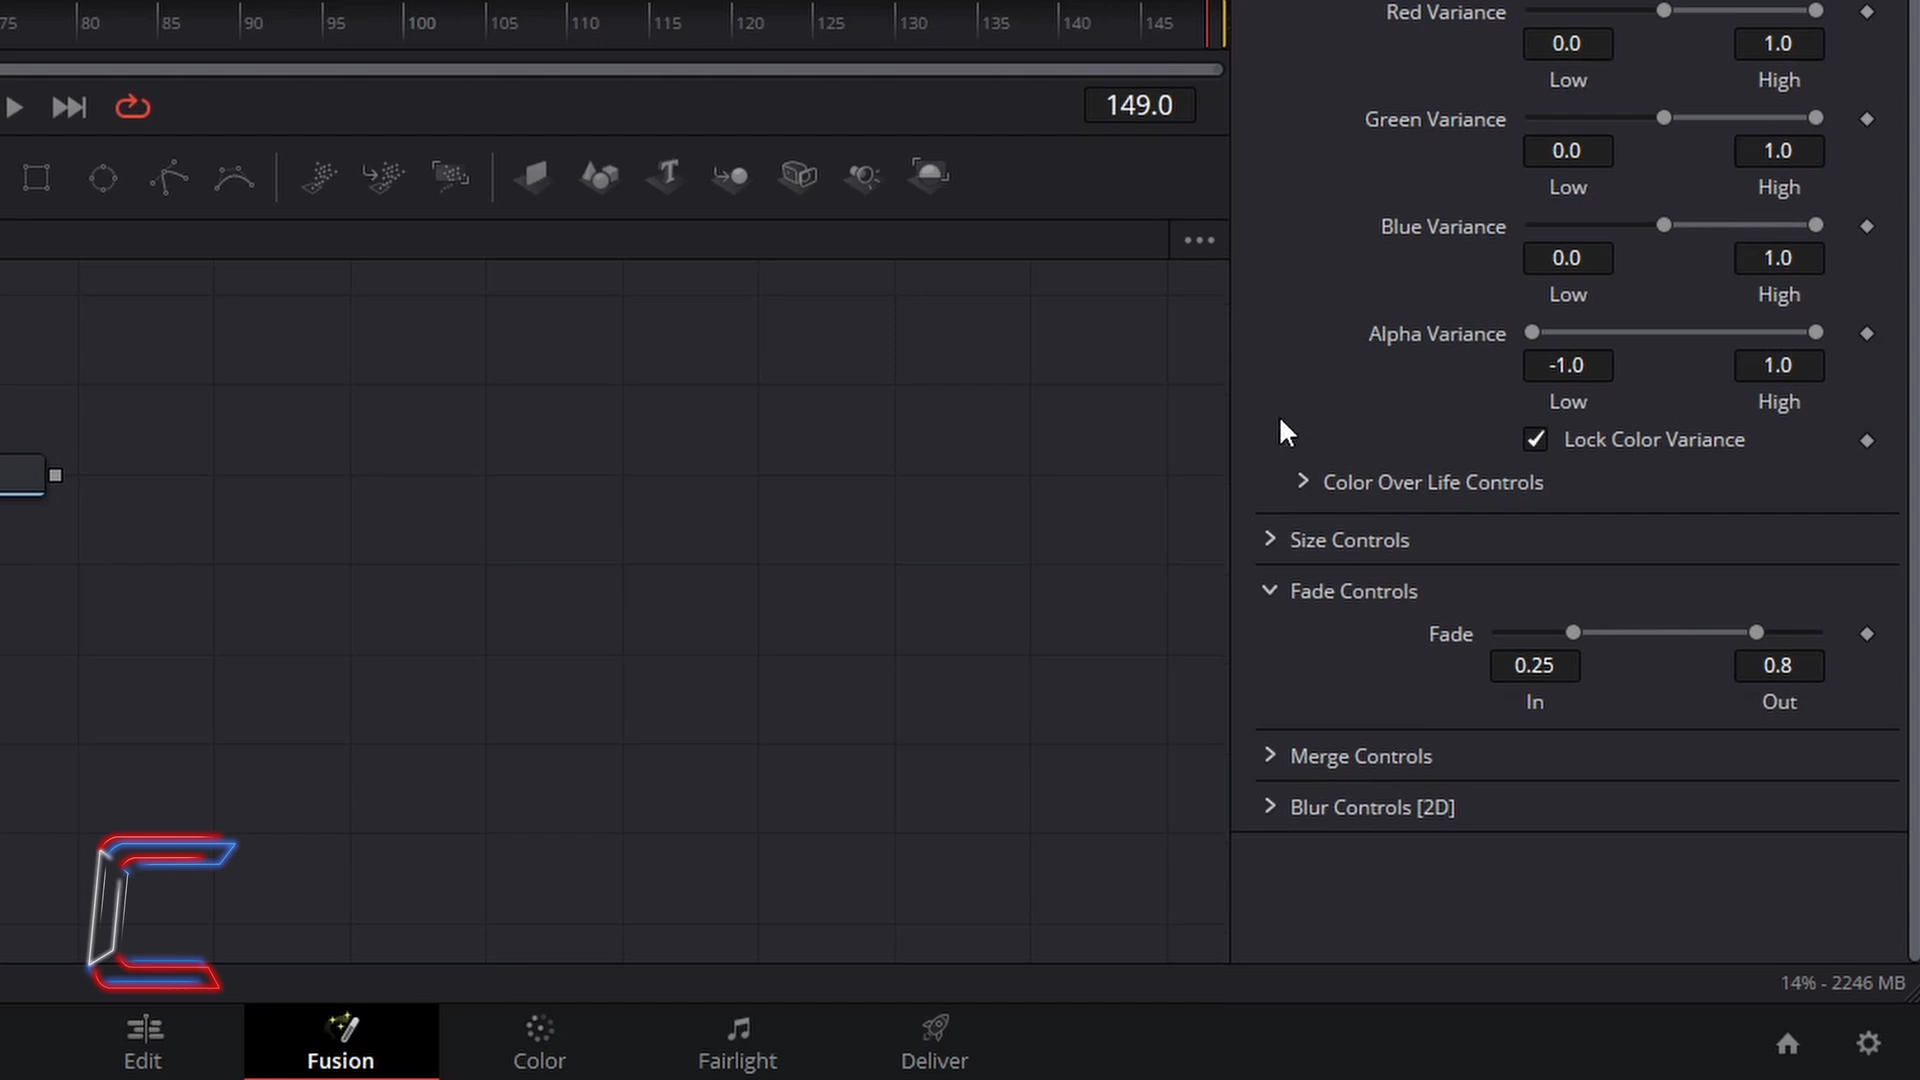 75 80 85 90 95 100 105 110 115 120 125 130 135 140 145
149.0
Red Variance
0.0 1.0
Low High
Green Variance
0.0 1.0
Low High
Blue Variance
0.0 1.0
Low High
Alpha Variance
-1.0 1.0
Low High
Lock Color Variance
Color Over Life Controls
Size Controls
Fade Controls
Fade
0.25 0.8
In Out
Merge Controls
Blur Controls [2D]
14% - 2246 MB
Edit Fusion Color Fairlight Deliver